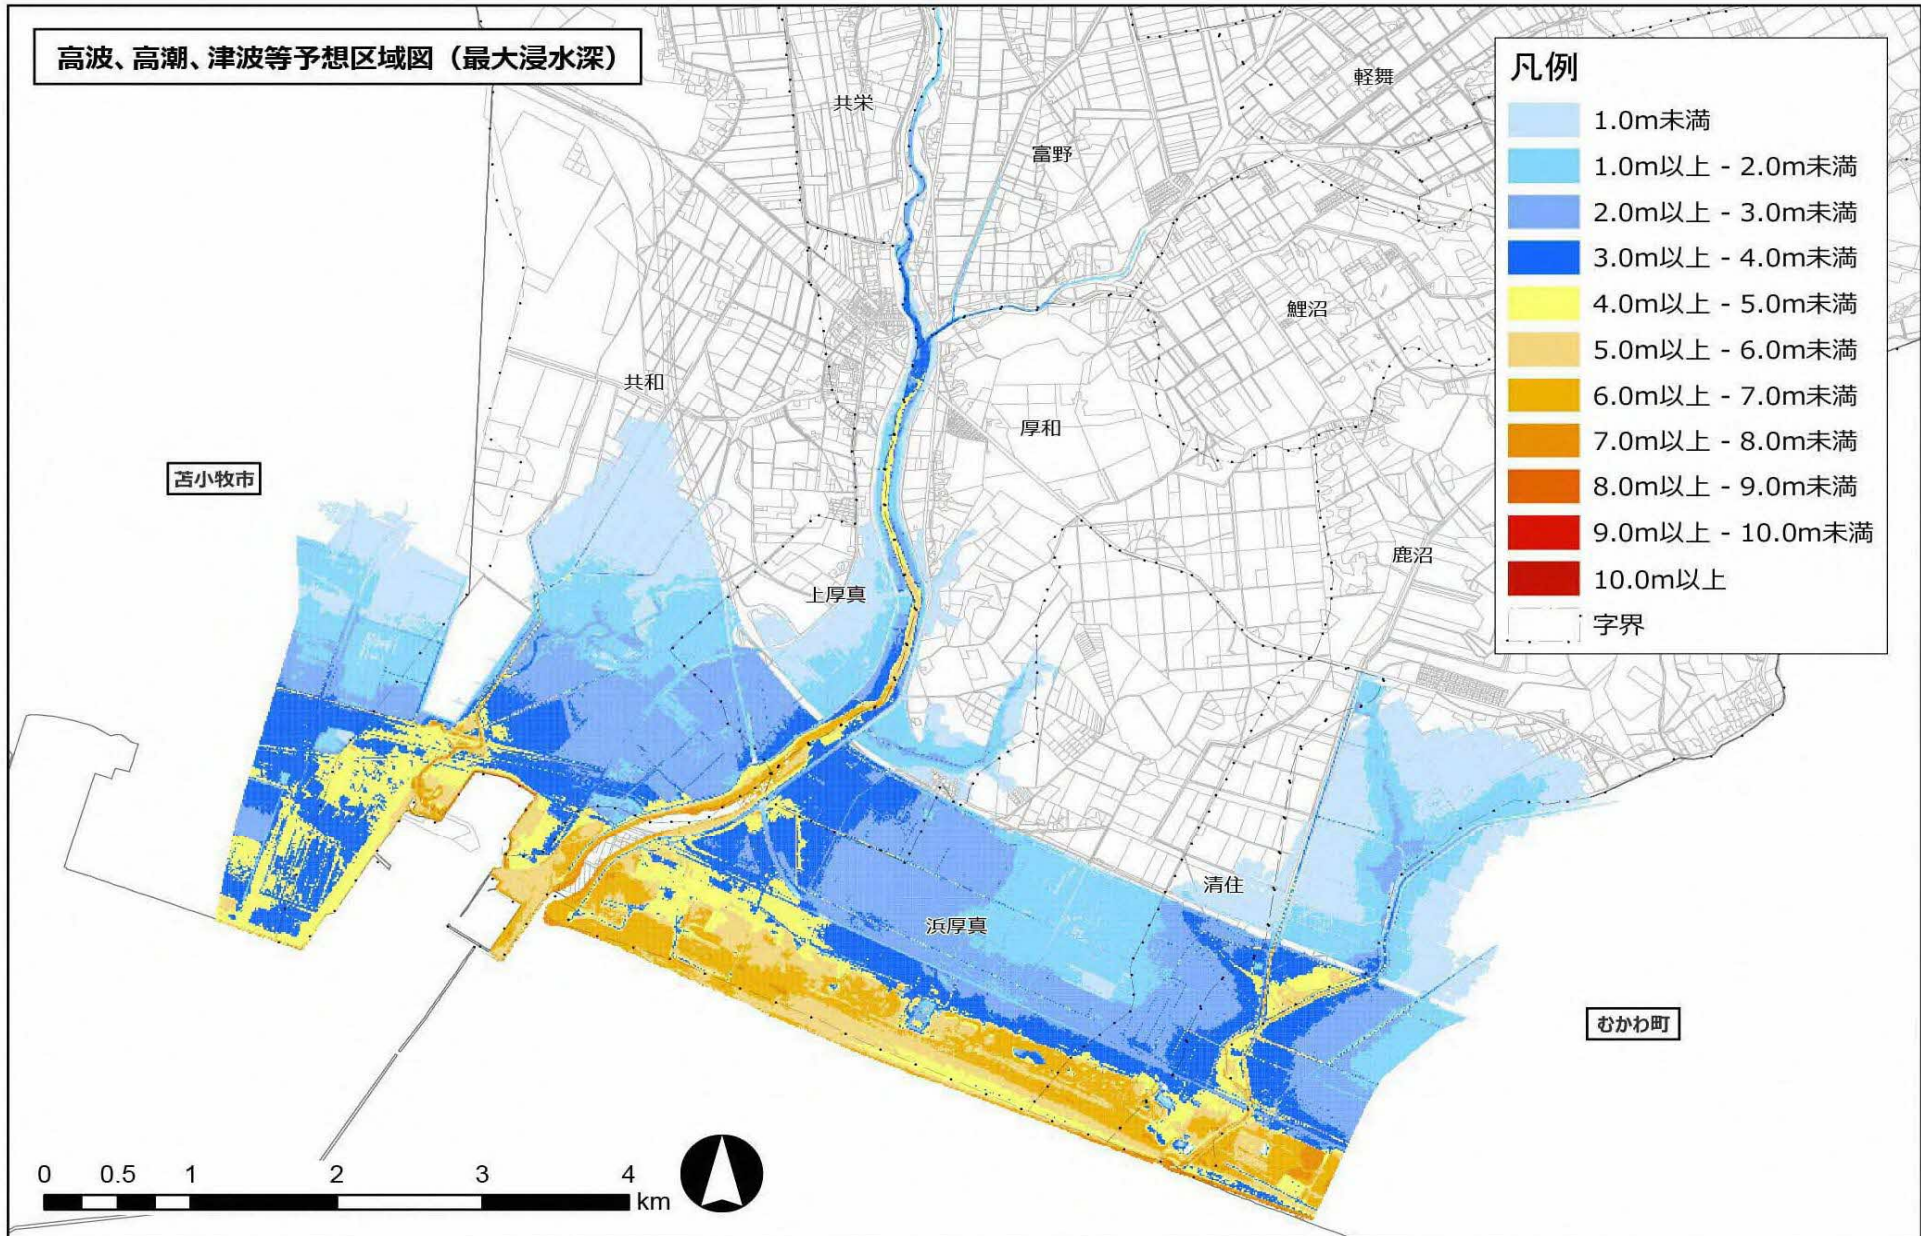 高波、高潮、津波等予想区域図（最大浸水深）
凡例
1.0m未満
1.0m以上 - 2.0m未満
2.0m以上 - 3.0m未満
3.0m以上 - 4.0m未満
4.0m以上 - 5.0m未満
5.0m以上 - 6.0m未満
6.0m以上 - 7.0m未満
7.0m以上 - 8.0m未満
8.0m以上 - 9.0m未満
9.0m以上 - 10.0m未満
10.0m以上
字界
軽舞
共栄
富野
鯉沼
共和
厚和
苫小牧市
鹿沼
上厚真
清住
浜厚真
むかわ町
0 0.5 1 2 3 4
km